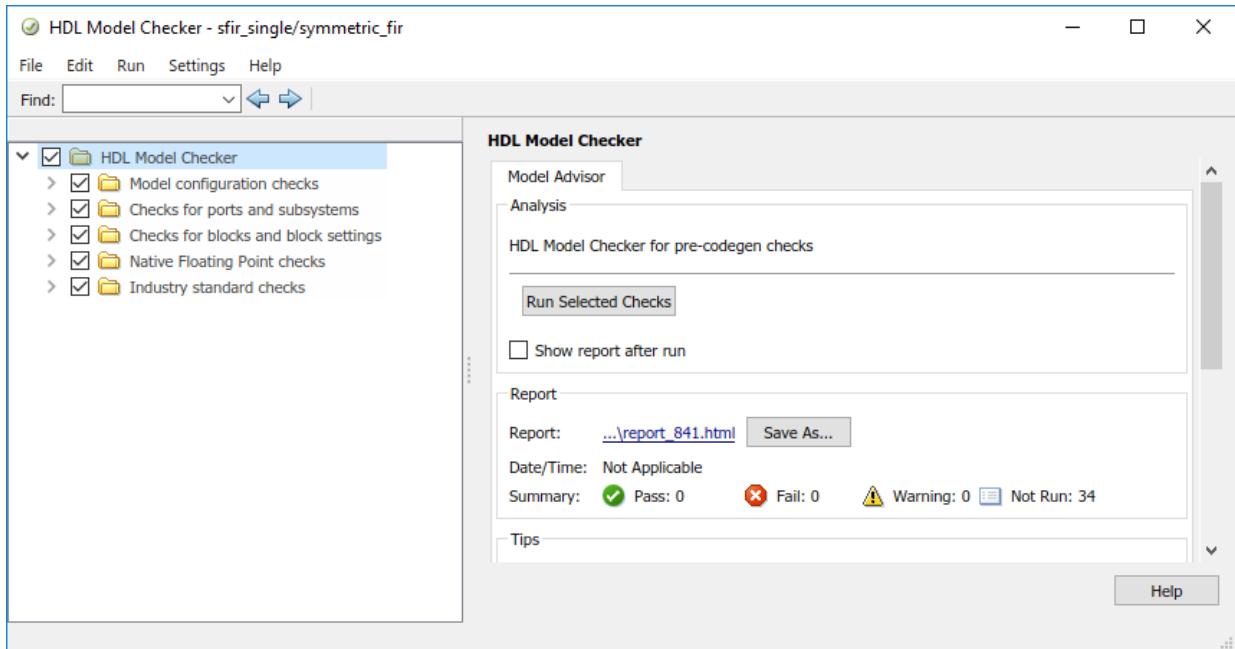 HDL Model Checker - sfir_single/symmetric_fir
File Edit Run Settings Help
Find:
HDL Model Checker
Model configuration checks
Checks for ports and subsystems
Checks for blocks and block settings
Native Floating Point checks
Industry standard checks
HDL Model Checker
Model Advisor
Analysis
HDL Model Checker for pre-codegen checks
Run Selected Checks
Show report after run
Report
Report: ...\report_841.html Save As...
Date/Time: Not Applicable
Summary: Pass: 0 Fail: 0 Warning: 0 Not Run: 34
Tips
Help